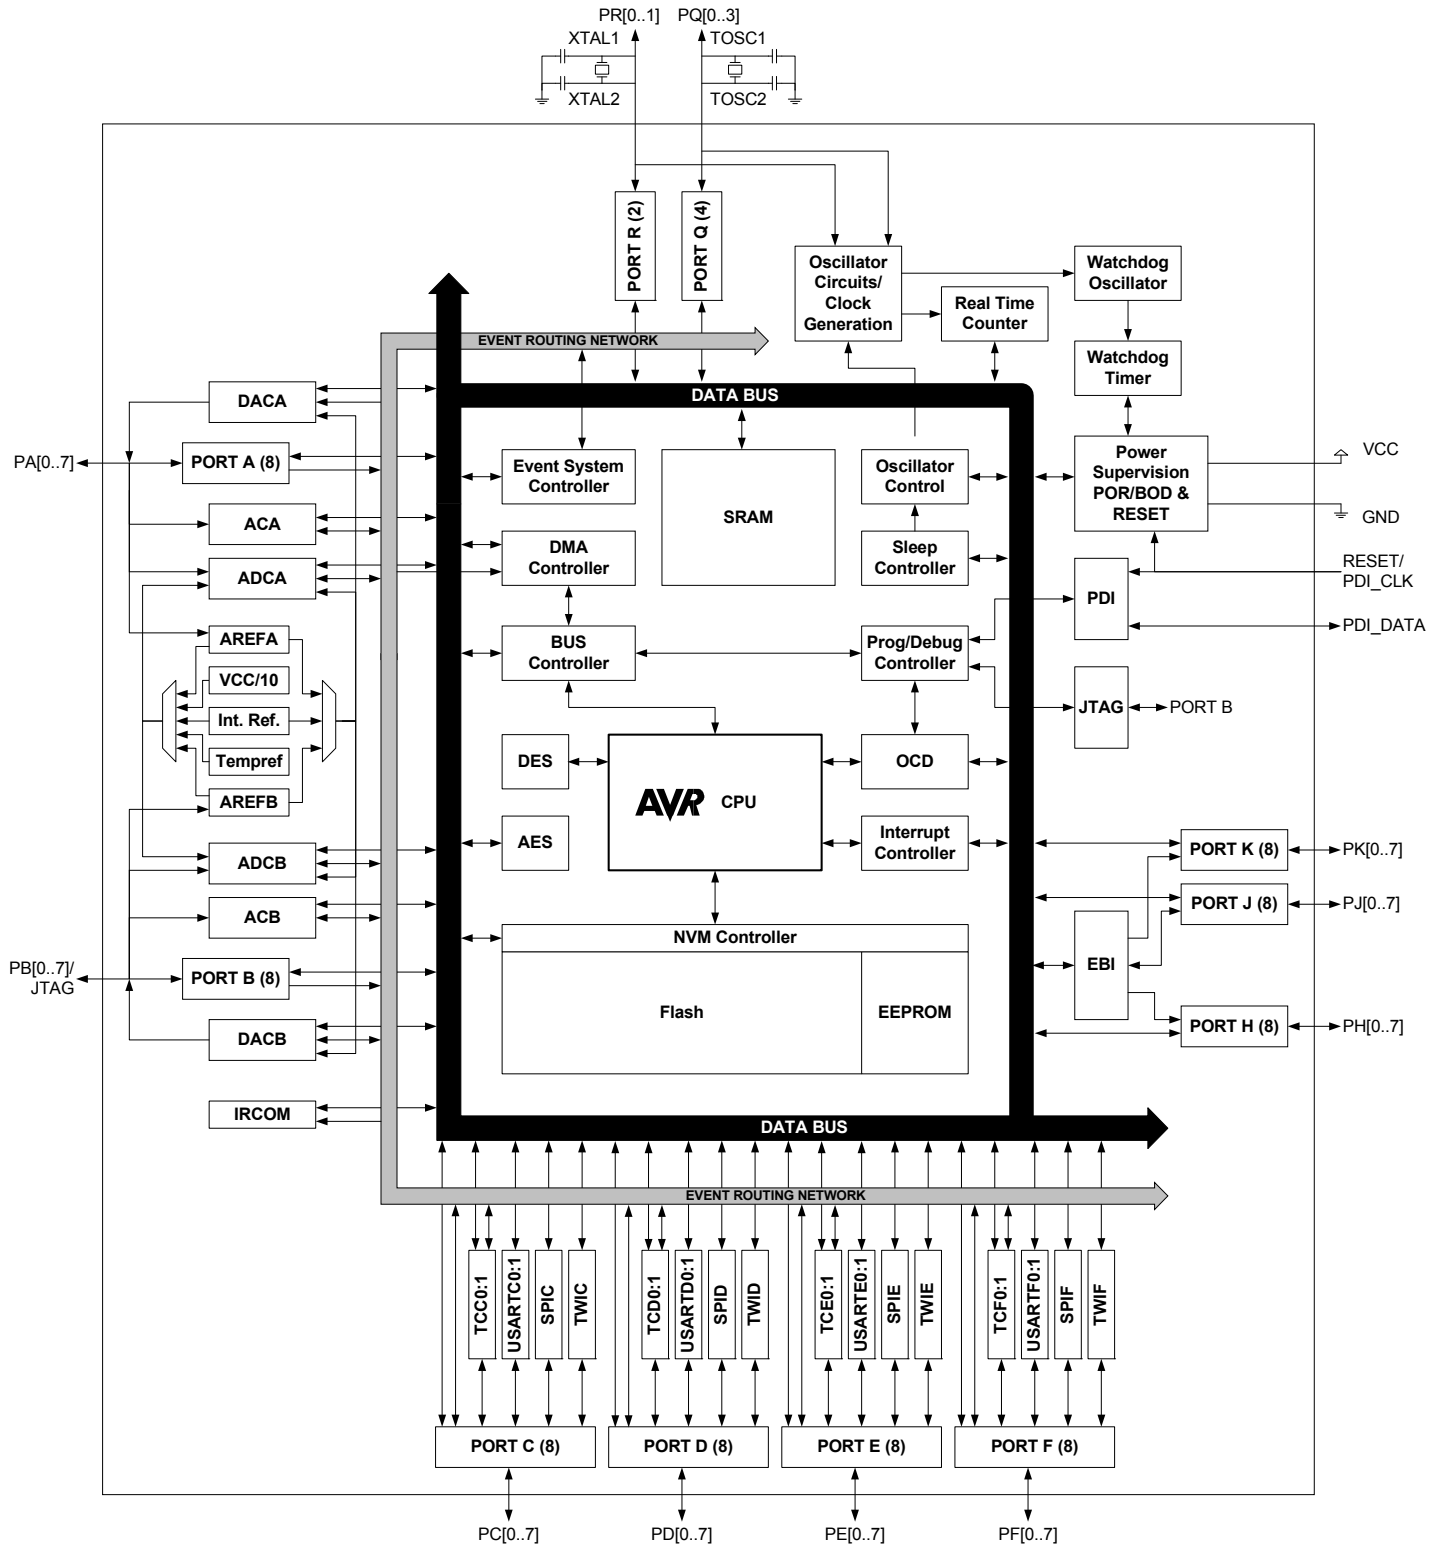 PR[0..1]
PQ[0..3]
XTAL1
TOSC1
XTAL2
TOSC2
PORT R (2)
PORT Q (4)
Oscillator
Circuits/
Clock
Generation
Watchdog
Oscillator
Real Time
Counter
EVENT ROUTING NETWORK
Watchdog
Timer
DATA BUS
DACA
PA[0..7]
PORT A (8)
Event System
Controller
SRAM
Oscillator
Control
Power
Supervision
POR/BOD &
RESET
VCC
GND
ACA
DMA
Controller
Sleep
Controller
RESET/
PDI_CLK
ADCA
PDI
PDI_DATA
AREFA
BUS
Controller
Prog/Debug
Controller
VCC/10
Int. Ref.
JTAG
PORT B
Tempref
DES
AVR
CPU
OCD
AREFB
AES
Interrupt
Controller
ADCB
PORT K (8)
PK[0..7]
ACB
PORT J (8)
PJ[0..7]
NVM Controller
EBI
PB[0..7]/
JTAG
PORT B (8)
Flash
EEPROM
DACB
PORT H (8)
PH[0..7]
IRCOM
DATA BUS
EVENT ROUTING NETWORK
TCC0:1
USARTC0:1
SPIC
TWIC
TCD0:1
USARTD0:1
SPID
TWID
TCE0:1
USARTE0:1
SPIE
TWIE
TCF0:1
USARTF0:1
SPIF
TWIF
PORT C (8)
PORT D (8)
PORT E (8)
PORT F (8)
PC[0..7]
PD[0..7]
PE[0..7]
PF[0..7]